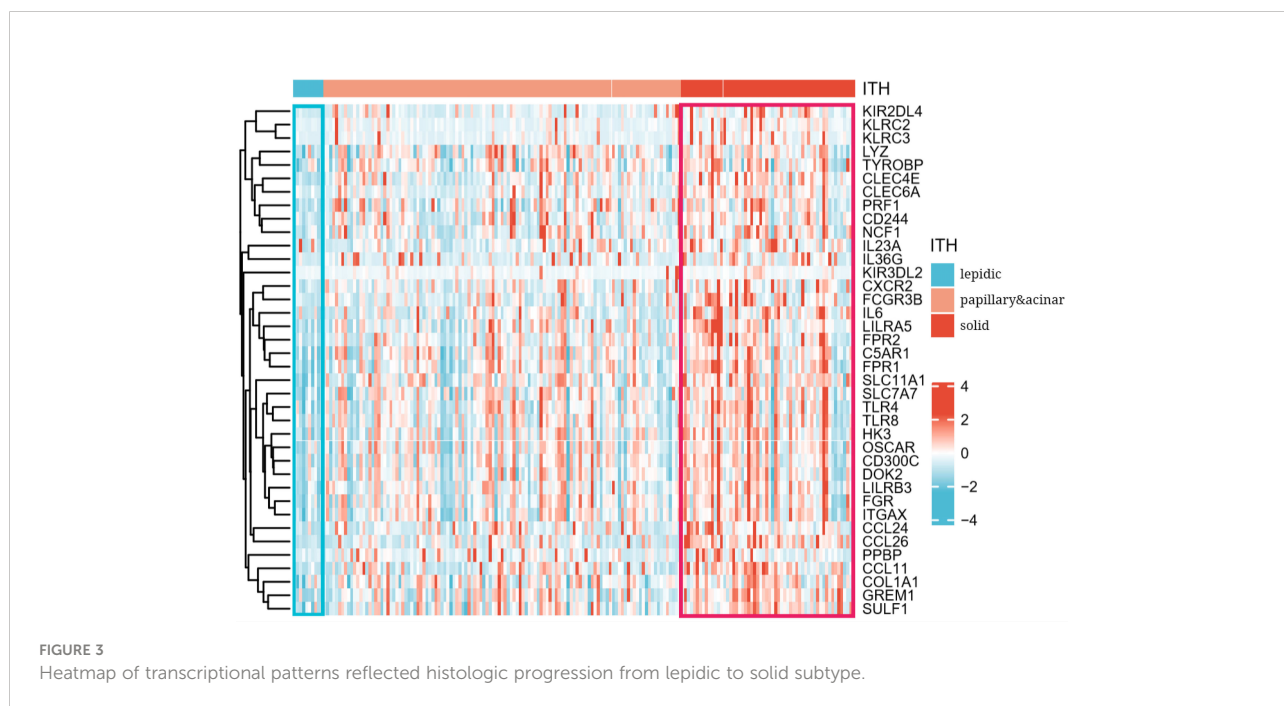 ITH
KIR2DL4
KLRC2
KLRC3
LYZ
TYROBP
CLEC4E
CLEC6A
PRF1
CD244
NCF1
IL23A
IL36G
KIR3DL2
CXCR2
FCGR3B
IL6
LILRA5
FPR2
C5AR1
FPR1
SLC11A1
SLC7A7
TLR4
TLR8
HK3
OSCAR
CD300C
DOK2
LILRB3
FGR
ITGAX
CCL24
CCL26
PPBP
CCL11
COL1A1
GREM1
SULF1
ITH
lepidic
papillary&acinar
solid
4
2
0
−2
−4
FIGURE 3
Heatmap of transcriptional patterns reflected histologic progression from lepidic to solid subtype.